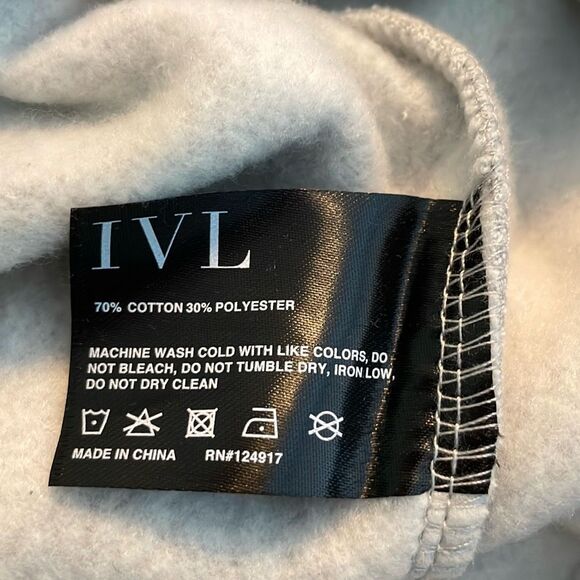 IVL
70% COTTON 30% POLYESTER
MACHINE WASH COLD WITH LIKE COLORS, DO
NOT BLEACH, DO NOT TUMBLE DRY, IRON LOW,
DO NOT DRY CLEAN
MADE IN CHINA RN#124917